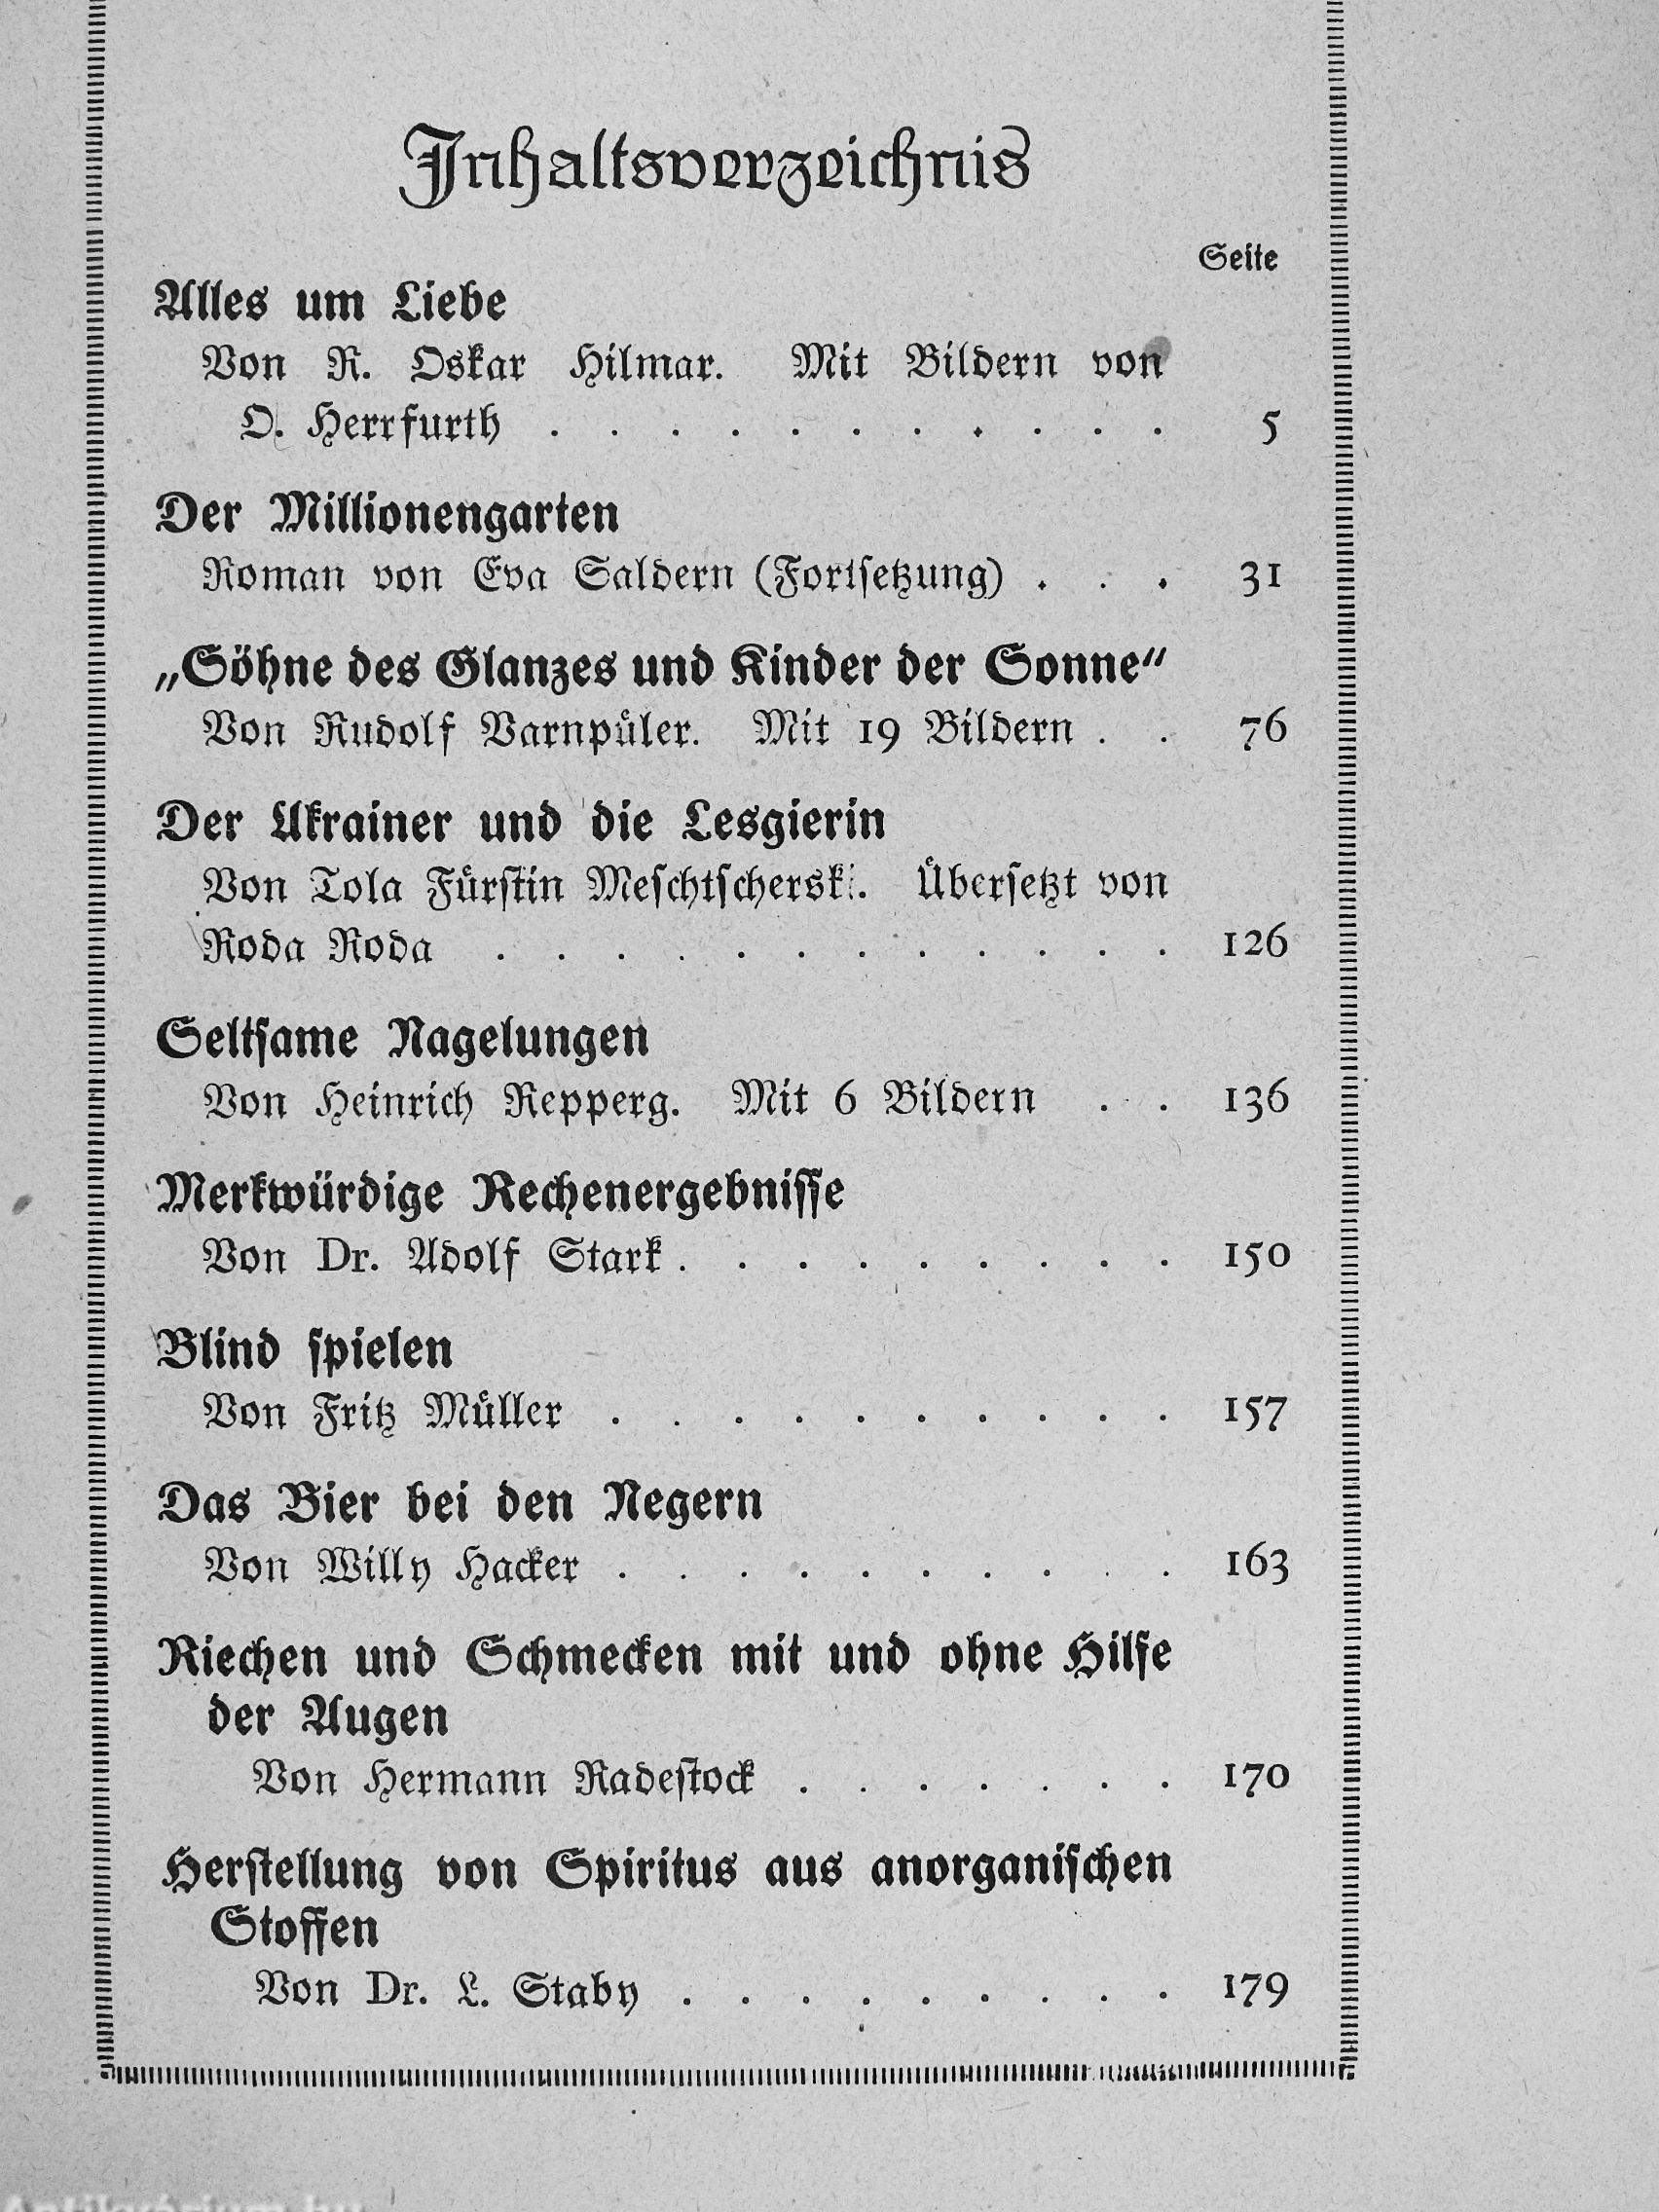 Inhaltsverzeichnis
Seite
Alles um Liebe
Von R. Oskar Hilmar. Mit Bildern von
O. Herrfurth . . . . . . . . . . . 5
Der Millionengarten
Roman von Eva Saldern (Fortsetzung) . . . 31
„Söhne des Glanzes und Kinder der Sonne“
Von Rudolf Varnpüler. Mit 19 Bildern . . 76
Der Ukrainer und die Lesgierin
Von Tola Fürstin Meschtscherski. Übersetzt von
Roda Roda . . . . . . . . . . . . 126
Seltsame Nagelungen
Von Heinrich Repperg. Mit 6 Bildern . . 136
Merkwürdige Rechenergebnisse
Von Dr. Adolf Stark . . . . . . . . . 150
Blind spielen
Von Fritz Müller . . . . . . . . . . 157
Das Bier bei den Negern
Von Willy Hacker . . . . . . . . . . 163
Riechen und Schmecken mit und ohne Hilfe
der Augen
Von Hermann Radestock . . . . . . . 170
Herstellung von Spiritus aus anorganischen
Stoffen
Von Dr. L. Staby . . . . . . . . . 179